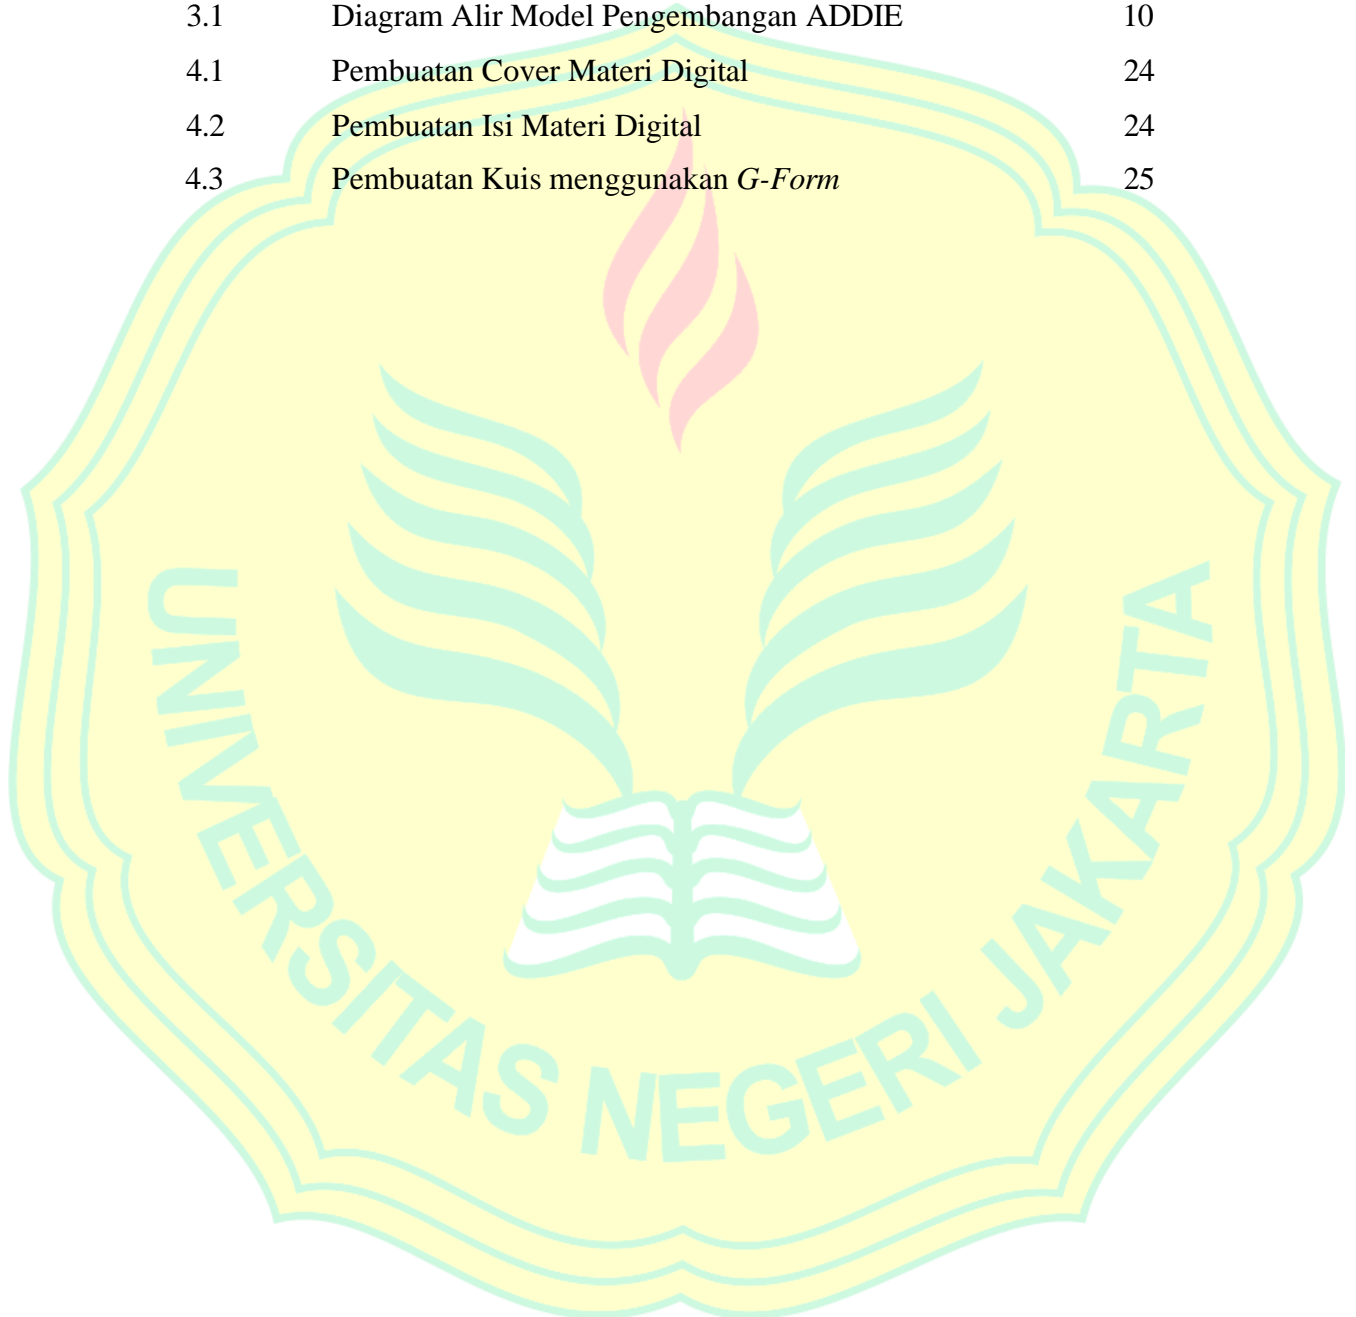 3.1 Diagram Alir Model Pengembangan ADDIE 10
4.1 Pembuatan Cover Materi Digital 24
4.2 Pembuatan Isi Materi Digital 24
4.3 Pembuatan Kuis menggunakan G-Form 25
UNIVERSITAS NEGERI JAKARTA